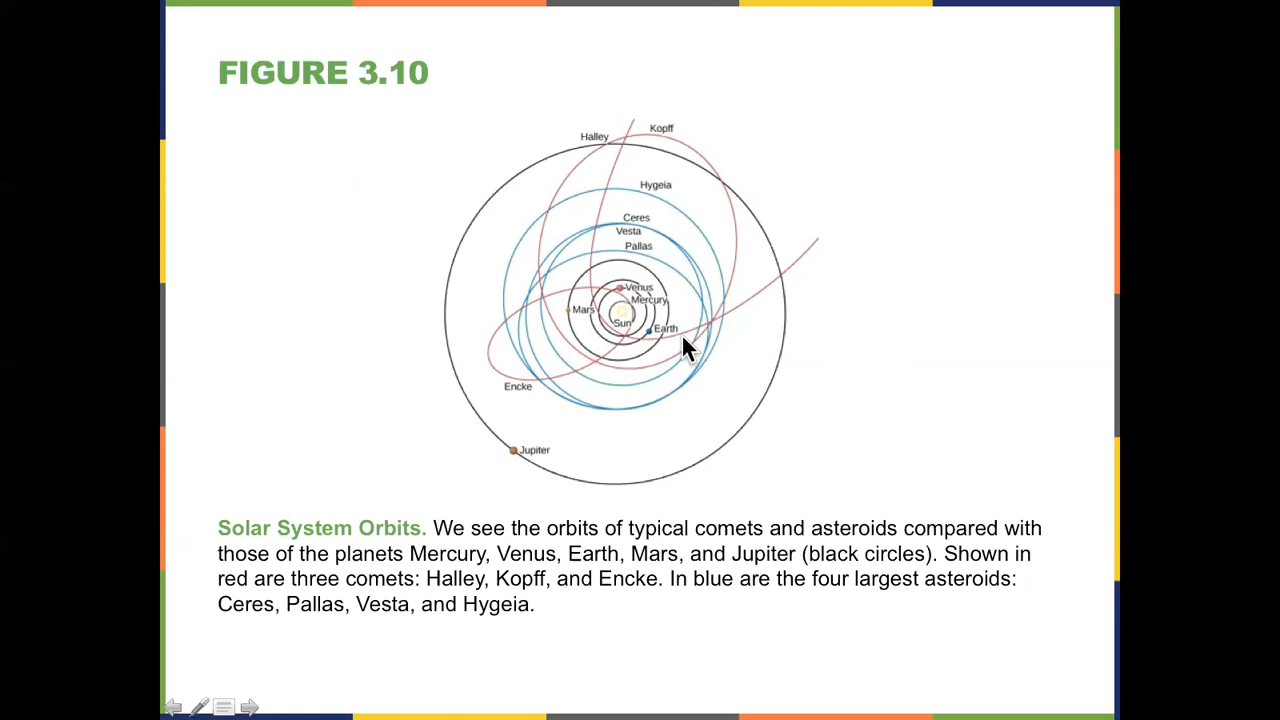 FIGURE 3.10
Kopff
Halley
Hygeia
Ceres
Vesta
Pallas
Venus
Mercury
Mars
Sun
Earth
Encke
Jupiter
Solar System Orbits. We see the orbits of typical comets and asteroids compared with
those of the planets Mercury, Venus, Earth, Mars, and Jupiter (black circles). Shown in
red are three comets: Halley, Kopff, and Encke. In blue are the four largest asteroids:
Ceres, Pallas, Vesta, and Hygeia.